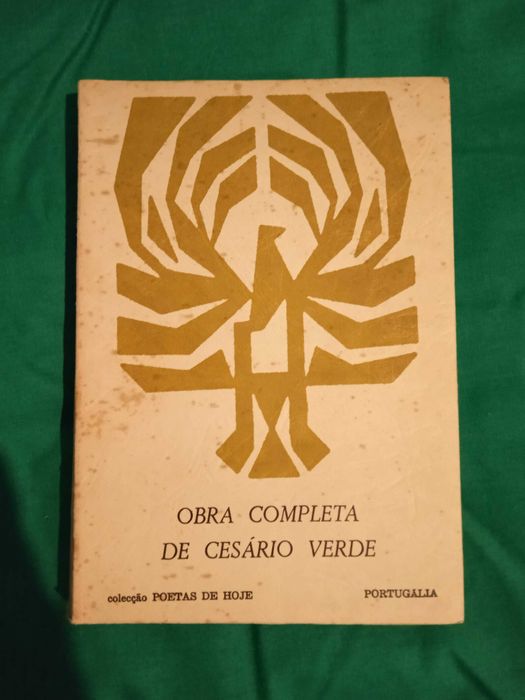 OBRA COMPLETA
DE CESÁRIO VERDE
colecção POETAS DE HOJE PORTUGÁLIA